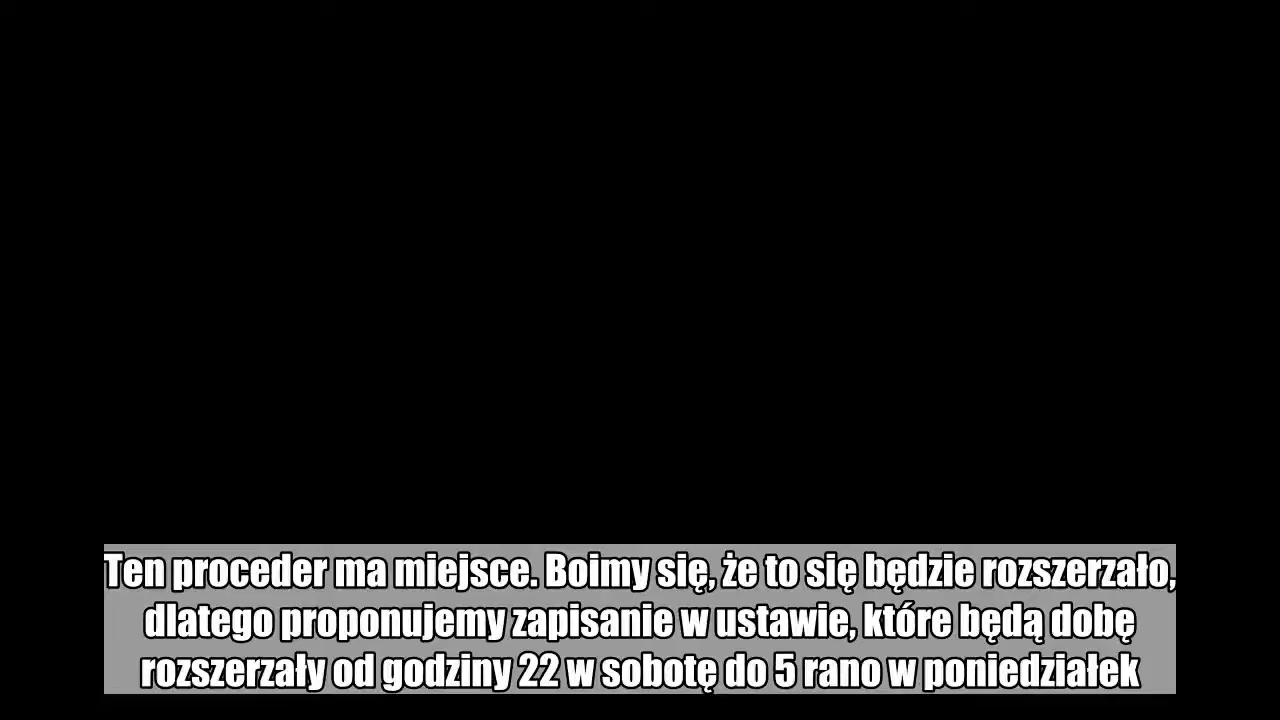 Ten proceder ma miejsce. Boimy się, że to się będzie rozszerzało,
dlatego proponujemy zapisanie w ustawie, które będą dobę
rozszerzały od godziny 22 w sobotę do 5 rano w poniedziałek